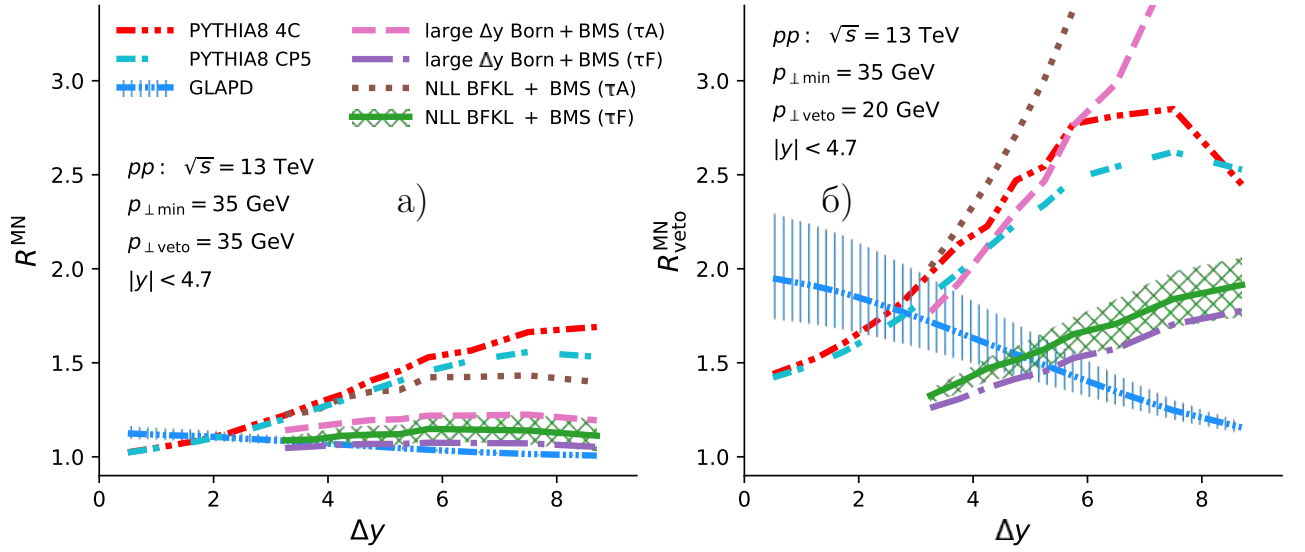 PYTHIA8 4C
PYTHIA8 CP5
GLAPD
large Δy Born + BMS (τA)
large Δy Born + BMS (τF)
NLL BFKL + BMS (τA)
NLL BFKL + BMS (τF)
pp : √s = 13 TeV
p⊥min = 35 GeV
p⊥veto = 35 GeV
|y| < 4.7
а)
R^MN
3.0
2.5
2.0
1.5
1.0
0 2 4 6 8
Δy
pp : √s = 13 TeV
p⊥min = 35 GeV
p⊥veto = 20 GeV
|y| < 4.7
б)
R^MN_veto
3.0
2.5
2.0
1.5
1.0
0 2 4 6 8
Δy